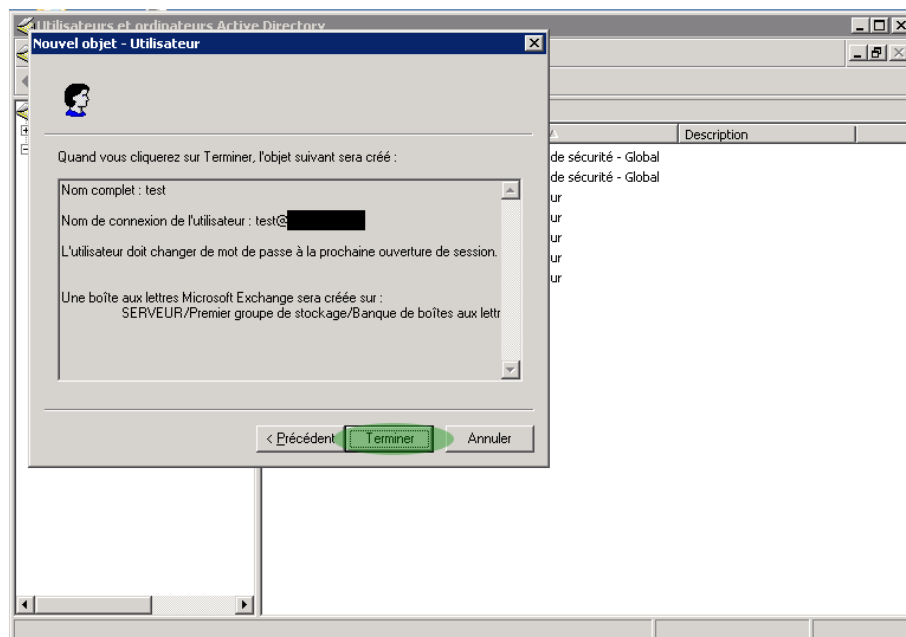 Utilisateurs et ordinateurs Active Directory
Nouvel objet - Utilisateur
Description
Quand vous cliquerez sur Terminer, l'objet suivant sera créé :
de sécurité - Global
de sécurité - Global
ur
ur
ur
ur
ur
Nom complet : test
Nom de connexion de l'utilisateur : test@
L'utilisateur doit changer de mot de passe à la prochaine ouverture de session.
Une boîte aux lettres Microsoft Exchange sera créée sur :
SERVEUR/Premier groupe de stockage/Banque de boîtes aux lettr
< Précédent
Terminer
Annuler